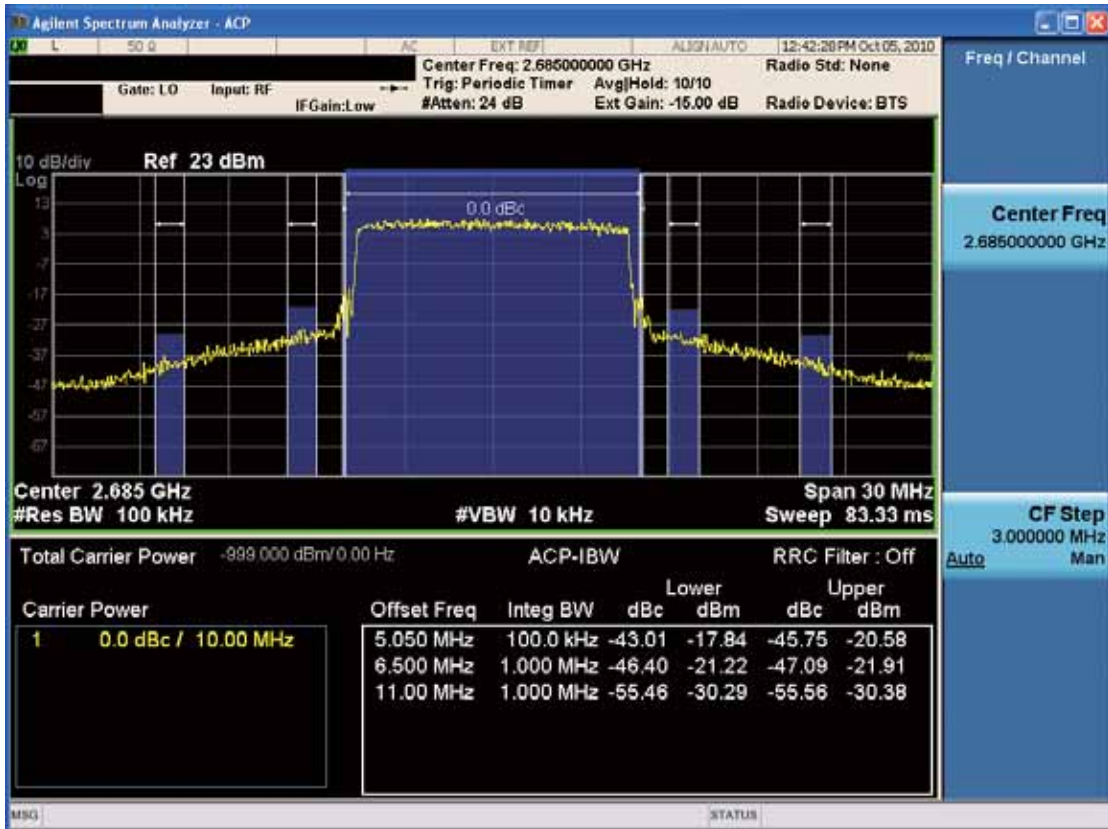 Agilent Spectrum Analyzer - ACP
L 50 Ω AC EXT REF ALIGN AUTO 12:42:28 PM Oct 05, 2010
Center Freq: 2.685000000 GHz Radio Std: None
Gate: LO Input: RF Trig: Periodic Timer Avg|Hold: 10/10
IFGain:Low #Atten: 24 dB Ext Gain: -15.00 dB Radio Device: BTS
10 dB/div Ref 23 dBm
Log
13
3
-7
-17
-27
-37
-47
-57
-67
0.0 dBc
Center 2.685 GHz Span 30 MHz
#Res BW 100 kHz #VBW 10 kHz Sweep 83.33 ms
Total Carrier Power -999.000 dBm/ 0.00 Hz ACP-IBW RRC Filter : Off
Lower Upper
Carrier Power Offset Freq Integ BW dBc dBm dBc dBm
1 0.0 dBc / 10.00 MHz 5.050 MHz 100.0 kHz -43.01 -17.84 -45.75 -20.58
6.500 MHz 1.000 MHz -46.40 -21.22 -47.09 -21.91
11.00 MHz 1.000 MHz -55.46 -30.29 -55.56 -30.38
MSG STATUS
Freq / Channel
Center Freq
2.685000000 GHz
CF Step
3.000000 MHz
Auto Man